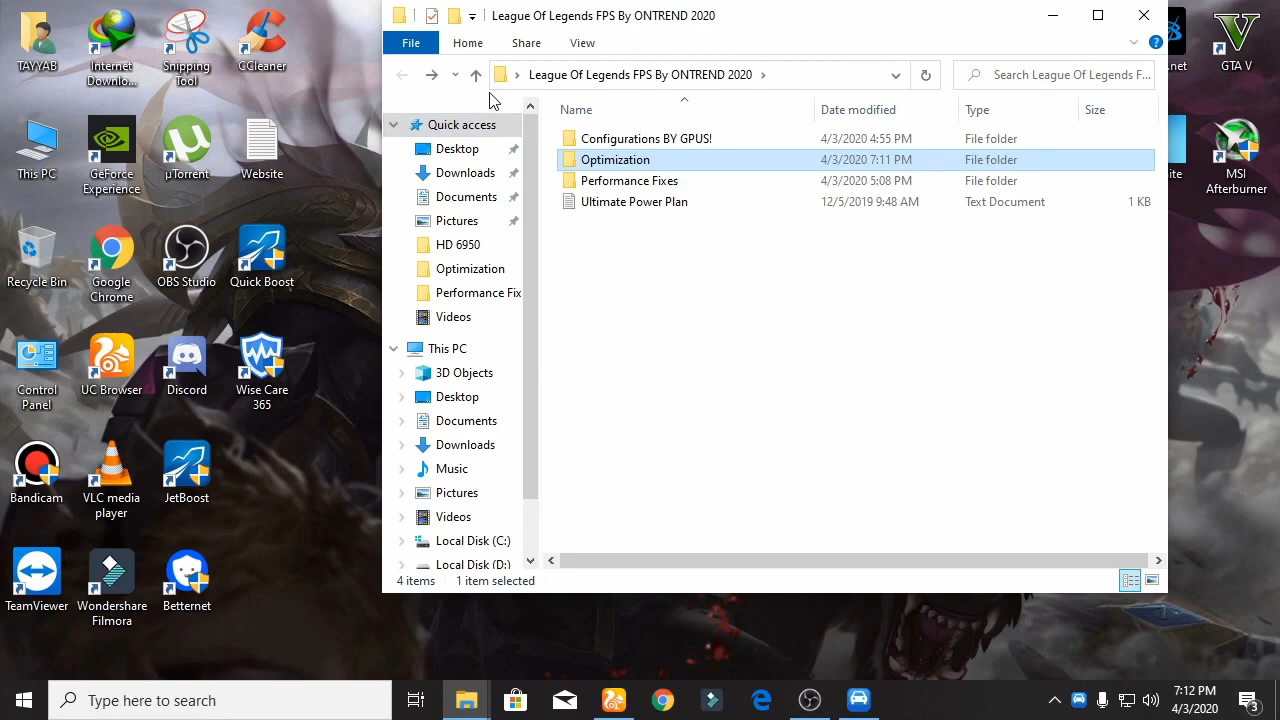 TAYYAB
Internet
Downlo...
Snipping
Tool
CCleaner
This PC
GeForce
Experience
µTorrent
Website
Recycle Bin
Google
Chrome
OBS Studio
Quick Boost
Control
Panel
UC Browser
Discord
Wise Care
365
Bandicam
VLC media
player
JetBoost
TeamViewer
Wondershare
Filmora
Betternet
League Of Legends FPS By ONTREND 2020
File Home Share View
League Of Legends FPS By ONTREND 2020
Search League Of Legends F...
Quick access
Desktop
Downloads
Documents
Pictures
HD 6950
Optimization
Performance Fix
Videos
This PC
3D Objects
Desktop
Documents
Downloads
Music
Pictures
Videos
Local Disk (C:)
Local Disk (D:)
Name Date modified Type Size
Configurations BY GPUS! 4/3/2020 4:55 PM File folder
Optimization 4/3/2020 7:11 PM File folder
Performance Fixes 4/3/2020 5:08 PM File folder
Ultimate Power Plan 12/5/2019 9:48 AM Text Document 1 KB
4 items 1 item selected
.net
GTA V
ite
MSI
Afterburner
Type here to search
7:12 PM
4/3/2020
3